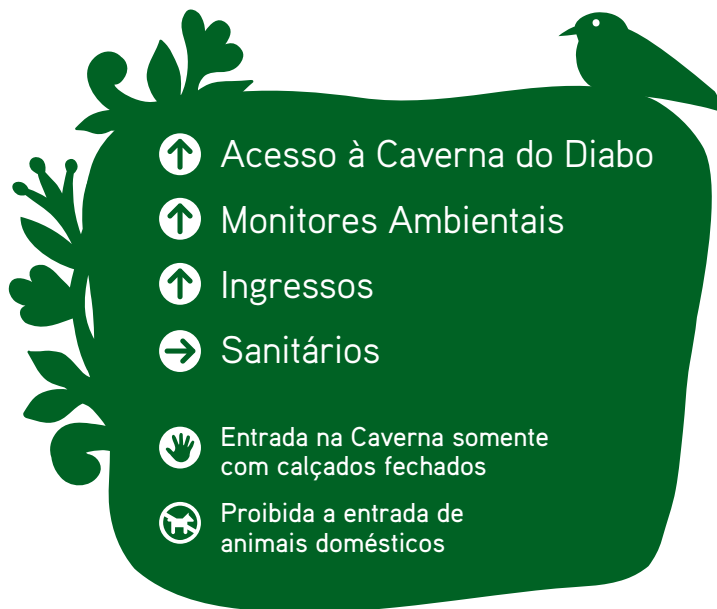 Acesso à Caverna do Diabo
Monitores Ambientais
Ingressos
Sanitários
Entrada na Caverna somente
com calçados fechados
Proibida a entrada de
animais domésticos